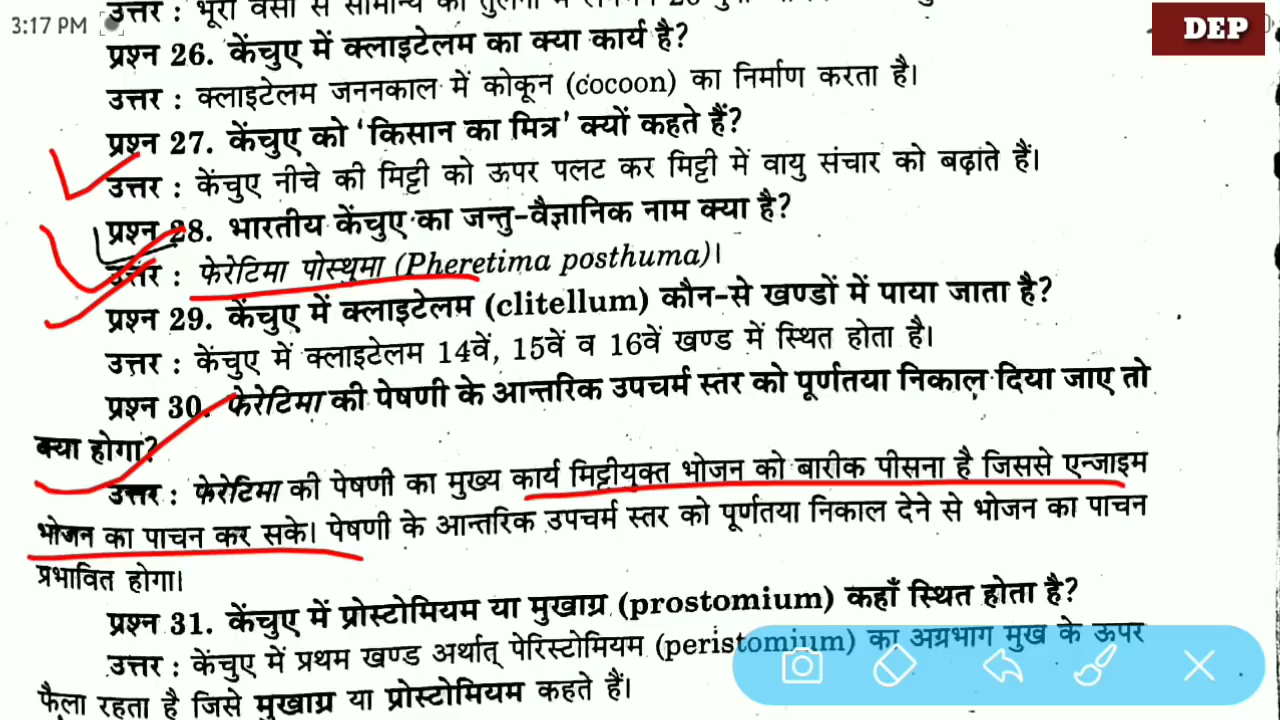 3:17 PM
DEP
उत्तर : भूरी वसा से सामान्य की तुलना में
प्रश्न 26. केंचुए में क्लाइटेलम का क्या कार्य है?
उत्तर : क्लाइटेलम जननकाल में कोकून (cocoon) का निर्माण करता है।
प्रश्न 27. केंचुए को ‘किसान का मित्र’ क्यों कहते हैं?
उत्तर : केंचुए नीचे की मिट्टी को ऊपर पलट कर मिट्टी में वायु संचार को बढ़ाते हैं।
प्रश्न 28. भारतीय केंचुए का जन्तु-वैज्ञानिक नाम क्या है?
उत्तर : फेरेटिमा पोस्थुमा (Pheretima posthuma)।
प्रश्न 29. केंचुए में क्लाइटेलम (clitellum) कौन-से खण्डों में पाया जाता है?
उत्तर : केंचुए में क्लाइटेलम 14वें, 15वें व 16वें खण्ड में स्थित होता है।
प्रश्न 30. फेरेटिमा की पेषणी के आन्तरिक उपचर्म स्तर को पूर्णतया निकाल दिया जाए तो
क्या होगा?
उत्तर : फेरेटिमा की पेषणी का मुख्य कार्य मिट्टीयुक्त भोजन को बारीक पीसना है जिससे एन्जाइम
भोजन का पाचन कर सके। पेषणी के आन्तरिक उपचर्म स्तर को पूर्णतया निकाल देने से भोजन का पाचन
प्रभावित होगा।
प्रश्न 31. केंचुए में प्रोस्टोमियम या मुखाग्र (prostomium) कहाँ स्थित होता है?
उत्तर : केंचुए में प्रथम खण्ड अर्थात् पेरिस्टोमियम (peristomium) का अग्रभाग मुख के ऊपर
फैला रहता है जिसे मुखाग्र या प्रोस्टोमियम कहते हैं।